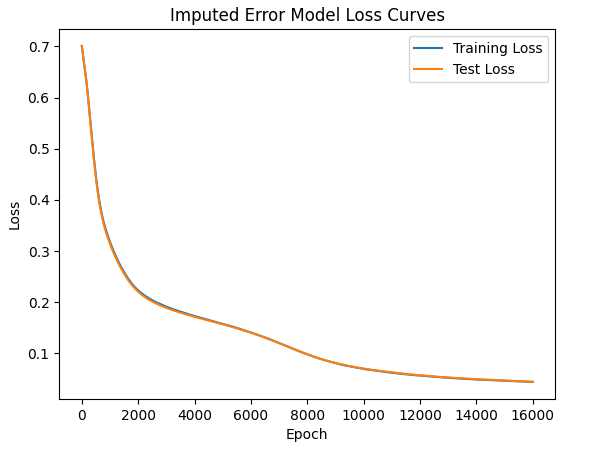 Imputed Error Model Loss Curves
Training Loss
Test Loss
0.7
0.6
0.5
0.4
0.3
0.2
0.1
Loss
0 2000 4000 6000 8000 10000 12000 14000 16000
Epoch